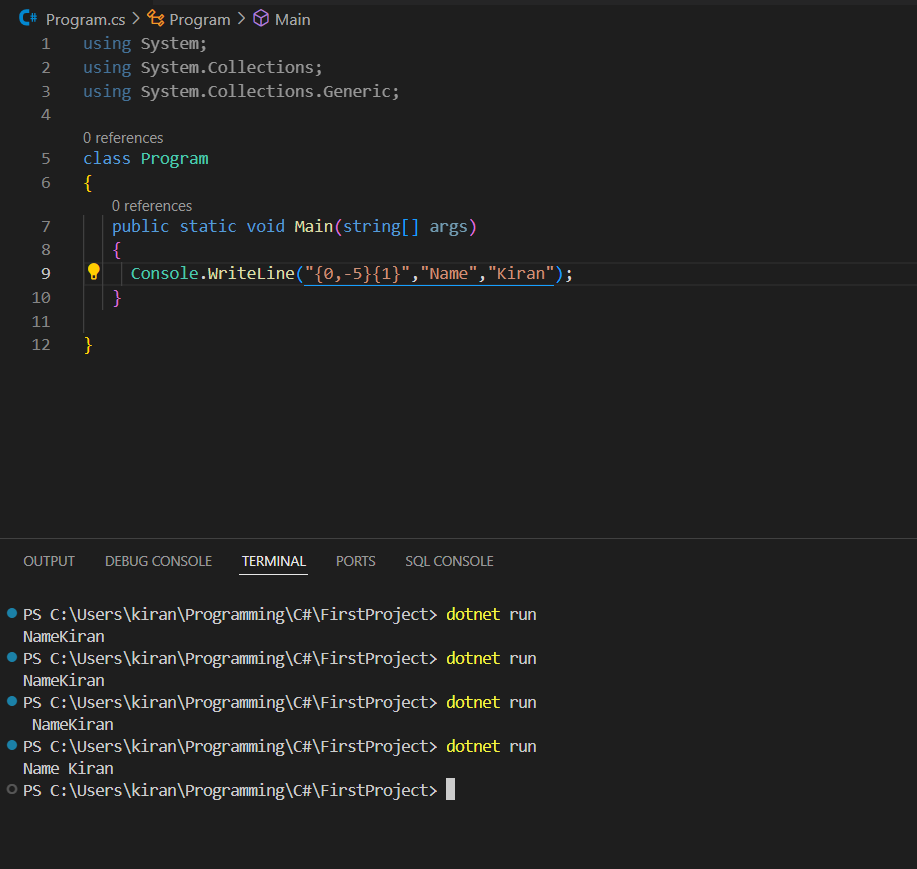 C# Program.cs > Program > Main
1 using System;
2 using System.Collections;
3 using System.Collections.Generic;
4
0 references
5 class Program
6 {
0 references
7 public static void Main(string[] args)
8 {
9 Console.WriteLine("{0,-5}{1}","Name","Kiran");
10 }
11
12 }
OUTPUT DEBUG CONSOLE TERMINAL PORTS SQL CONSOLE
PS C:\Users\kiran\Programming\C#\FirstProject> dotnet run
NameKiran
PS C:\Users\kiran\Programming\C#\FirstProject> dotnet run
NameKiran
PS C:\Users\kiran\Programming\C#\FirstProject> dotnet run
 NameKiran
PS C:\Users\kiran\Programming\C#\FirstProject> dotnet run
Name Kiran
PS C:\Users\kiran\Programming\C#\FirstProject>